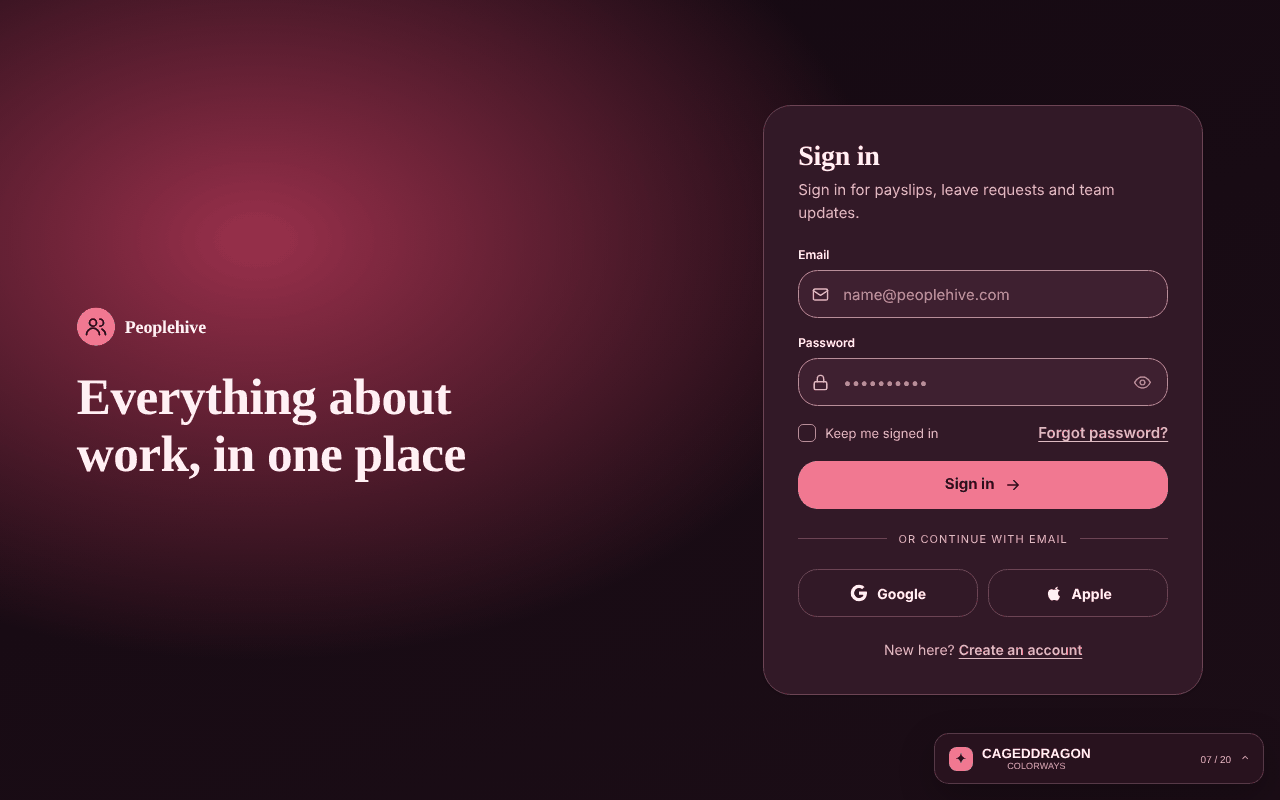 Peoplehive
Everything about
work, in one place
Sign in
Sign in for payslips, leave requests and team
updates.
Email
name@peoplehive.com
Password
••••••••••
Keep me signed in
Forgot password?
Sign in →
OR CONTINUE WITH EMAIL
Google
Apple
New here? Create an account
CAGEDDRAGON
COLORWAYS
07 / 20